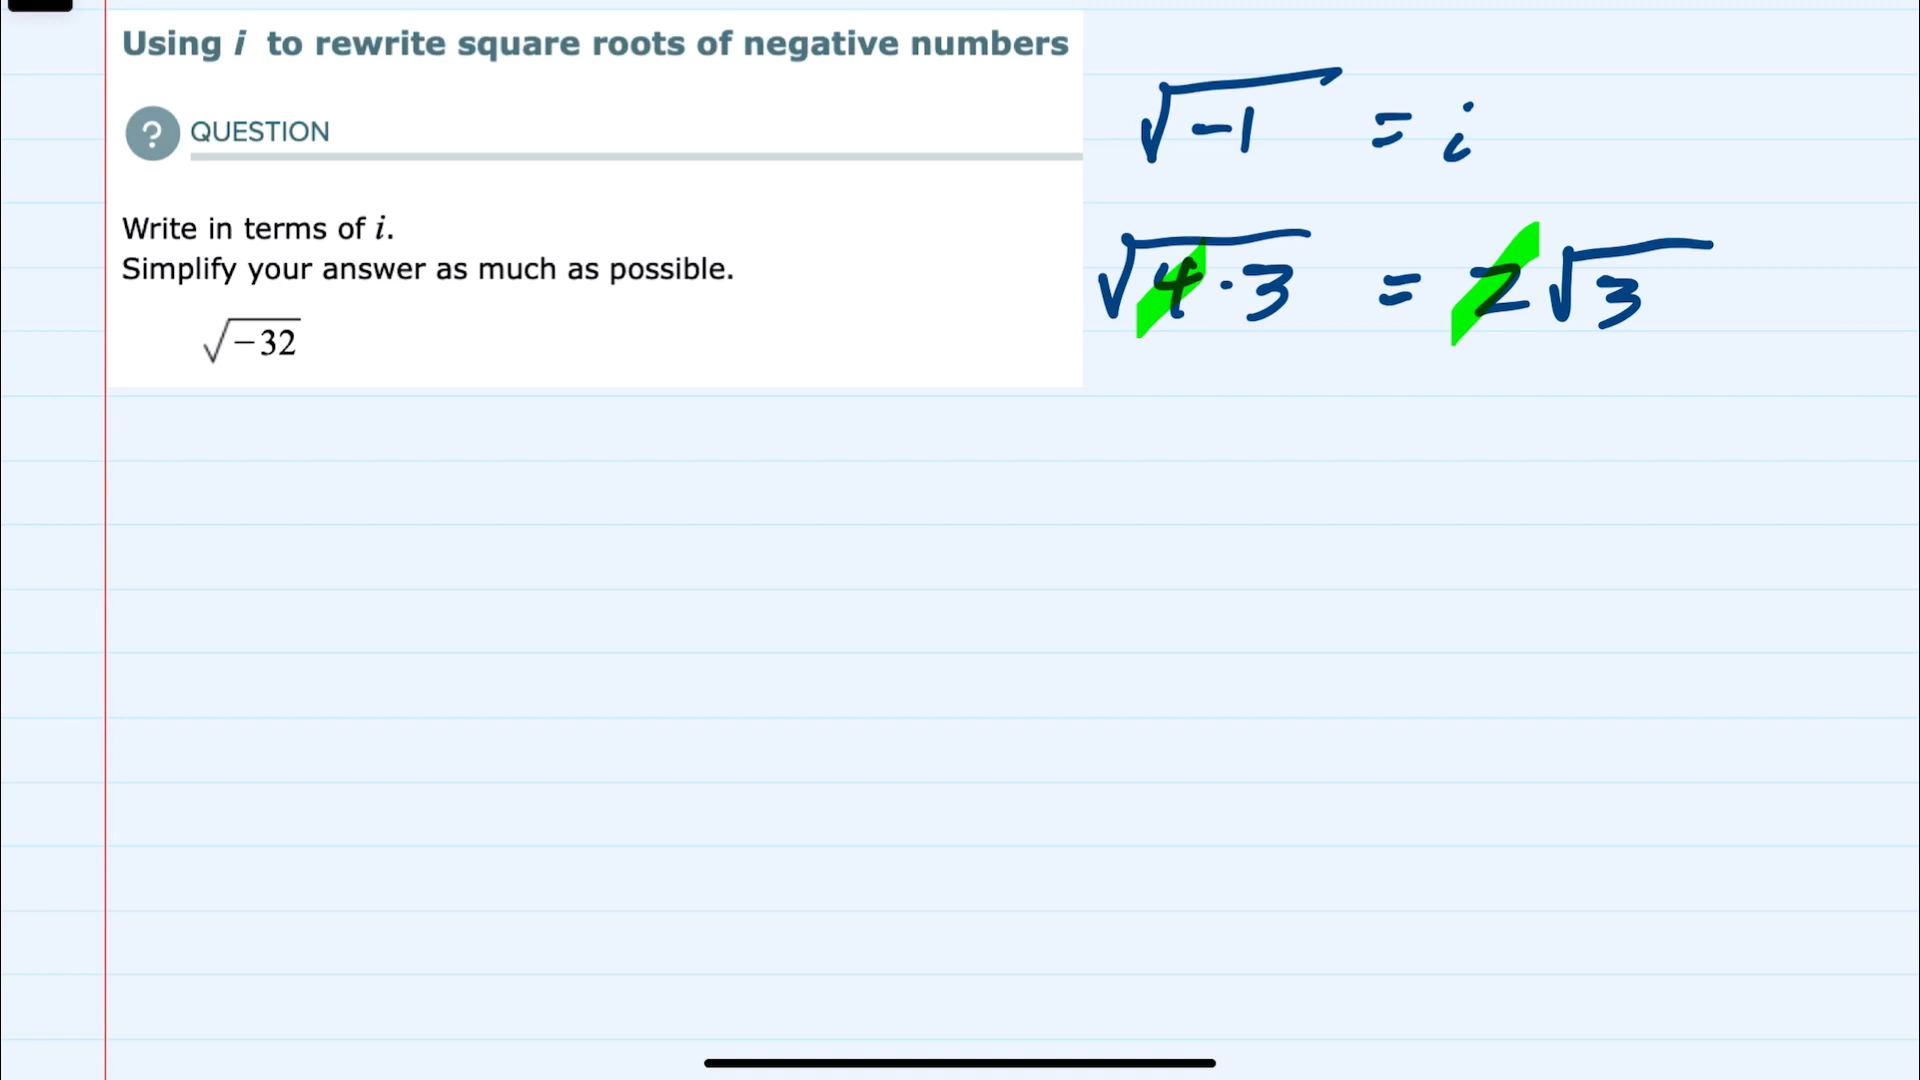 Using i to rewrite square roots of negative numbers
? QUESTION
Write in terms of i.
Simplify your answer as much as possible.
√-32
√-1 = i
√4·3 = 2√3